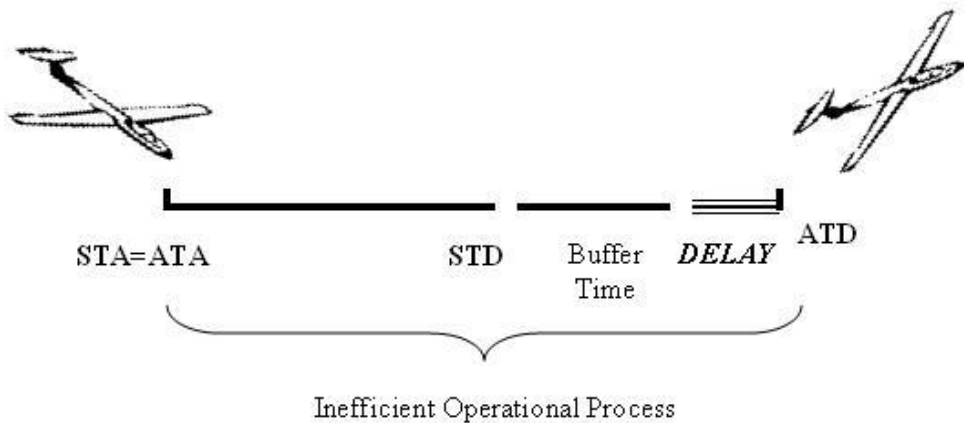 STA=ATA
STD
Buffer
Time
DELAY
ATD
Inefficient Operational Process